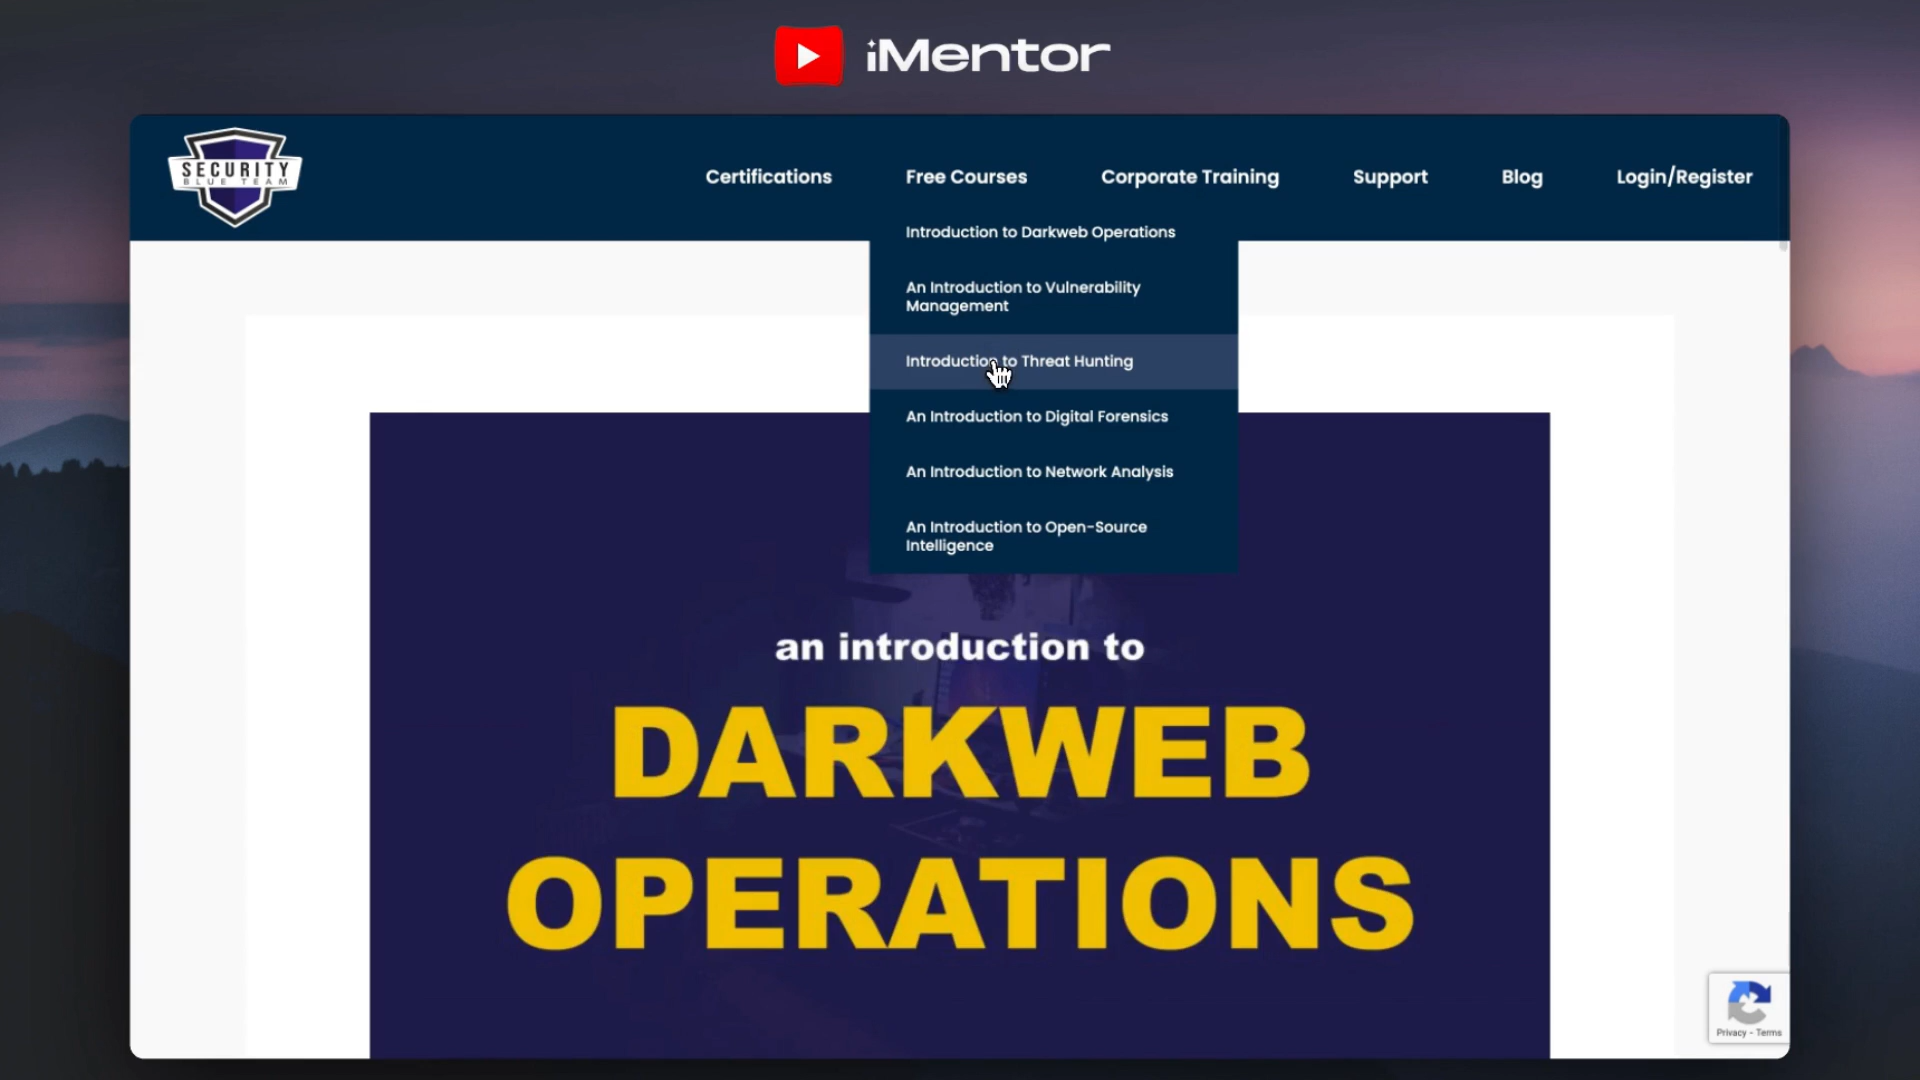 iMentor
SECURITY
BLUE TEAM
Certifications
Free Courses
Corporate Training
Support
Blog
Login/Register
Introduction to Darkweb Operations
An Introduction to Vulnerability
Management
Introduction to Threat Hunting
An Introduction to Digital Forensics
An Introduction to Network Analysis
An Introduction to Open-Source
Intelligence
an introduction to
DARKWEB
OPERATIONS
Privacy - Terms